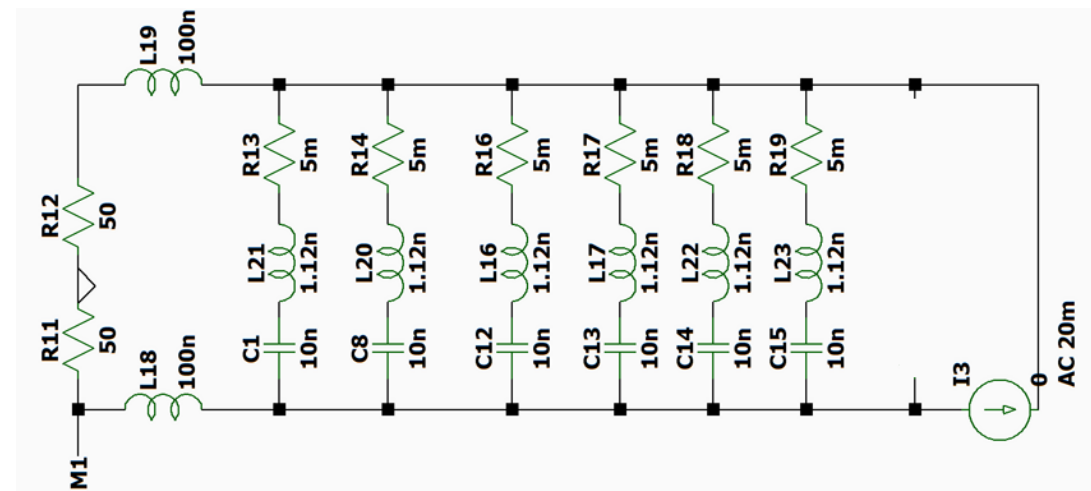 L19
100n
R12
50
R11
50
L18
100n
M1
R13
5m
L21
1.12n
C1
10n
R14
5m
L20
1.12n
C8
10n
R16
5m
L16
1.12n
C12
10n
R17
5m
L17
1.12n
C13
10n
R18
5m
L22
1.12n
C14
10n
R19
5m
L23
1.12n
C15
10n
I3
0
AC 20m